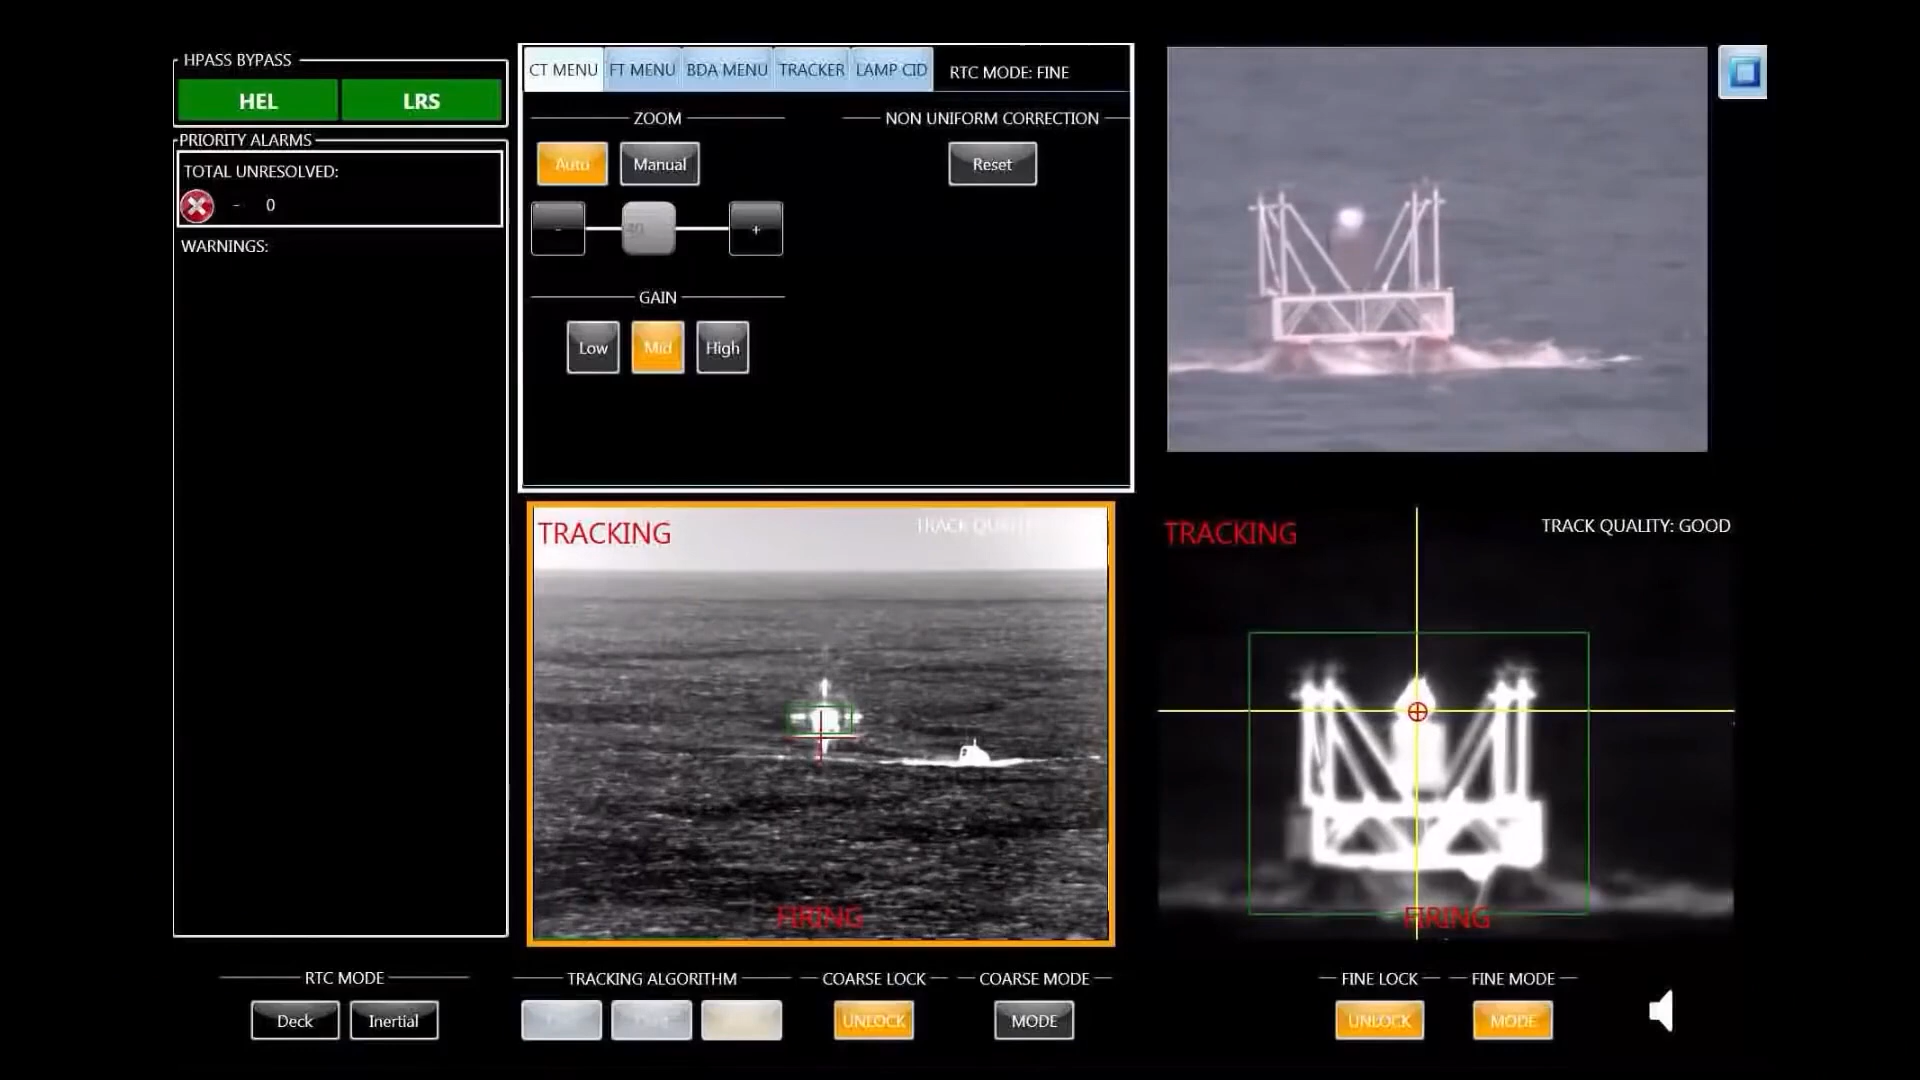 HPASS BYPASS
HEL
LRS
PRIORITY ALARMS
TOTAL UNRESOLVED:
- 0
WARNINGS:
CT MENU
FT MENU
BDA MENU
TRACKER
LAMP CID
RTC MODE: FINE
ZOOM
Auto
Manual
-
40
+
GAIN
Low
Mid
High
NON UNIFORM CORRECTION
Reset
TRACKING
TRACK
FIRING
TRACKING
TRACK QUALITY: GOOD
FIRING
RTC MODE
Deck
Inertial
TRACKING ALGORITHM
COARSE LOCK
UNLOCK
COARSE MODE
MODE
FINE LOCK
UNLOCK
FINE MODE
MODE